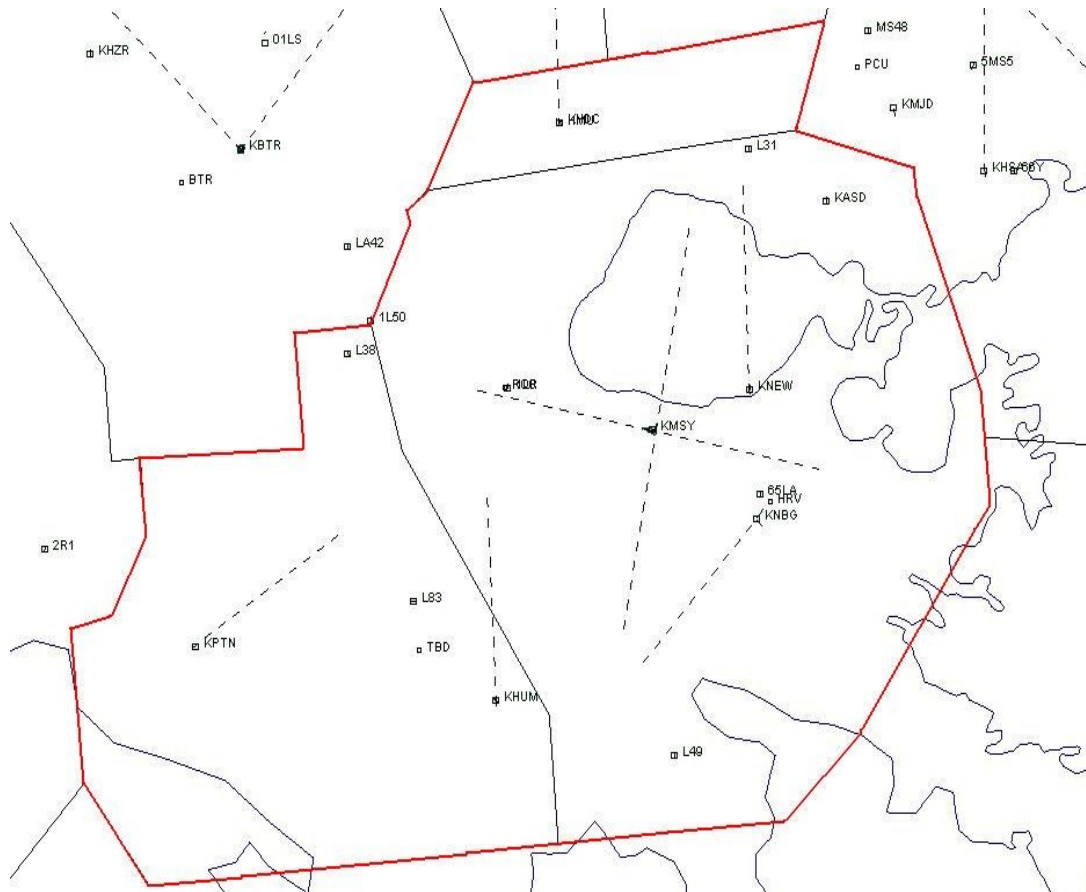 01LS
MS48
KHZR
PCU
5MS5
KMJD
KBTR
L31
BTR
KASD
LA42
1L50
L38
KNEW
KMSY
65LA
HRV
KNBG
2R1
L83
KPTN
TBD
KHUM
L49